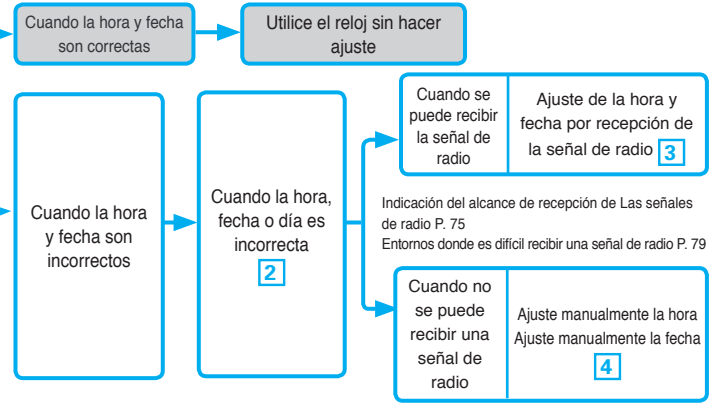 Cuando la hora y fecha
son correctas
Utilice el reloj sin hacer
ajuste
Cuando la hora
y fecha son
incorrectos
Cuando la hora,
fecha o día es
incorrecta
2
Cuando se
puede recibir
la señal de
radio
Ajuste de la hora y
fecha por recepción de
la señal de radio 3
Indicación del alcance de recepción de Las señales
de radio P. 75
Entornos donde es difícil recibir una señal de radio P. 79
Cuando no
se puede
recibir una
señal de
radio
Ajuste manualmente la hora
Ajuste manualmente la fecha
4